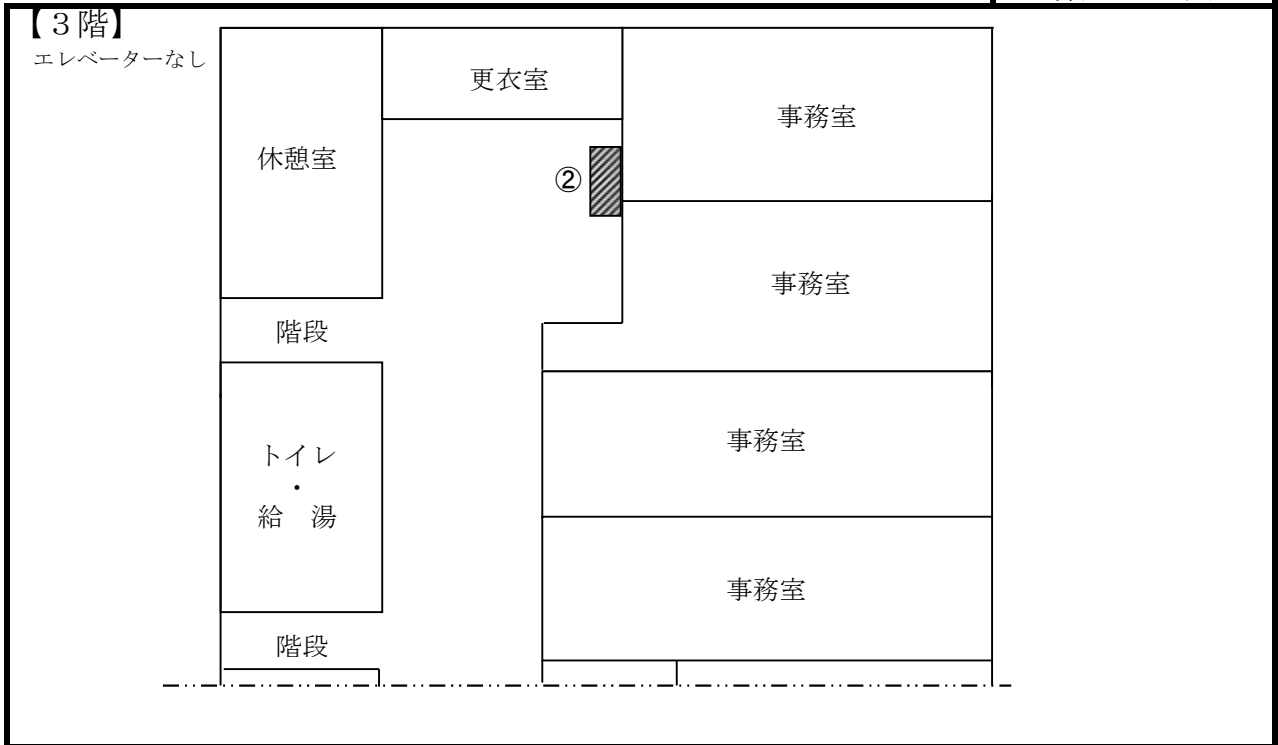 【３階】
エレベーターなし
更衣室
事務室
休憩室
②
事務室
階段
トイレ
・
給　湯
事務室
事務室
階段